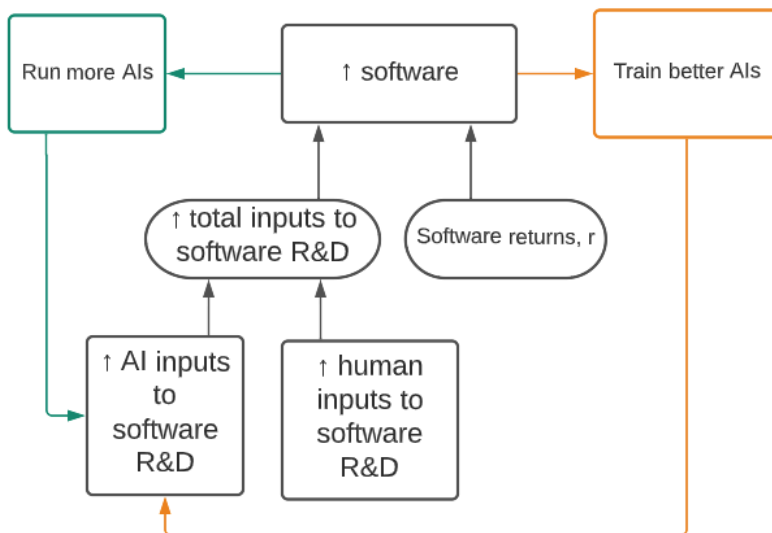 Run more AIs
↑ software
Train better AIs
↑ total inputs to
software R&D
Software returns, r
↑ AI inputs
to
software
R&D
↑ human
inputs to
software
R&D